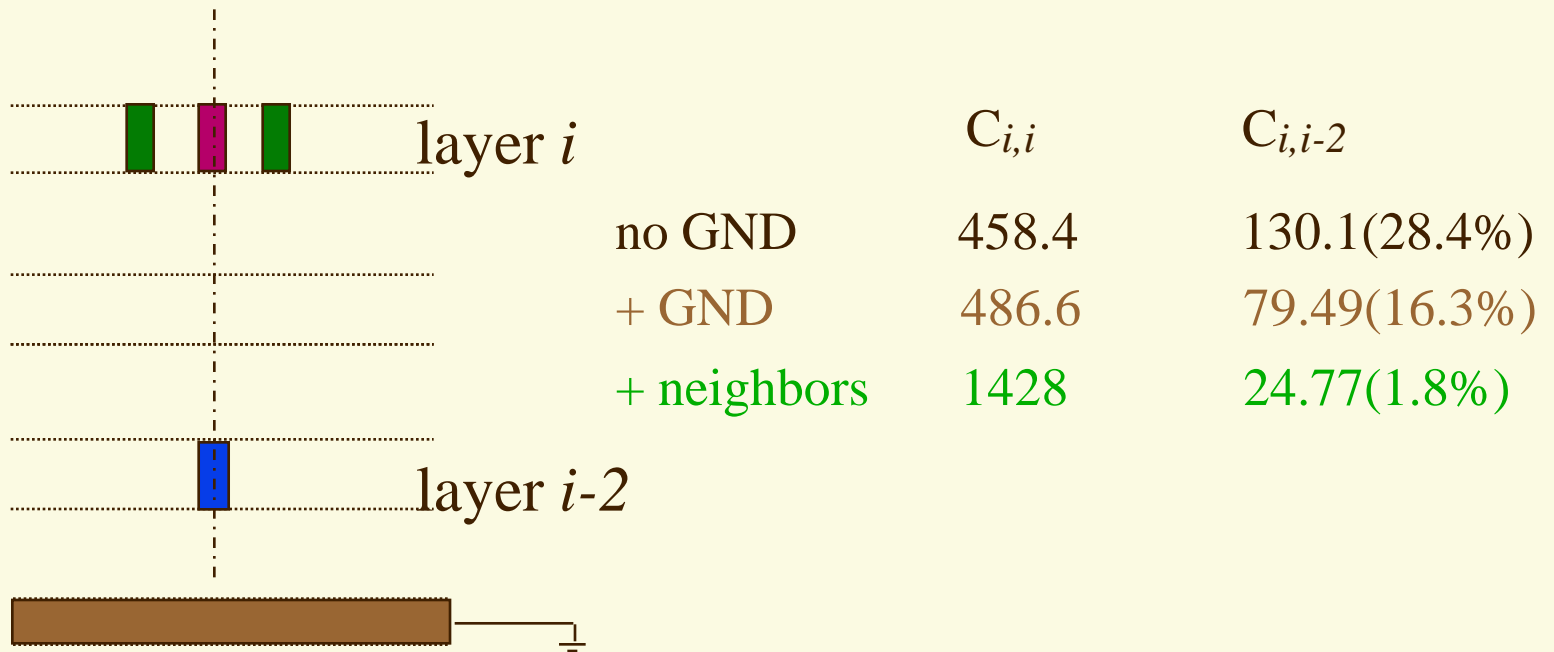 layer i
C_{i,i} C_{i,i-2}
no GND 458.4 130.1(28.4%)
+ GND 486.6 79.49(16.3%)
+ neighbors 1428 24.77(1.8%)
layer i-2